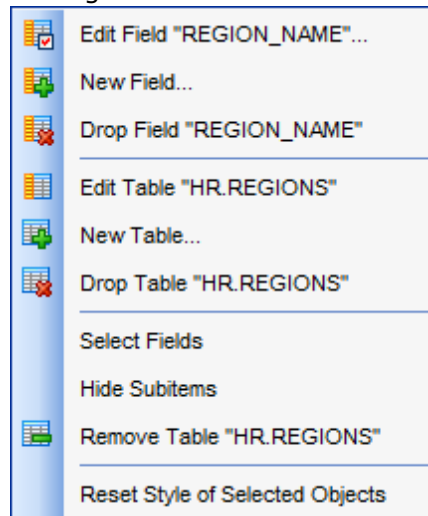 Edit Field "REGION_NAME"...
New Field...
Drop Field "REGION_NAME"
Edit Table "HR.REGIONS"
New Table...
Drop Table "HR.REGIONS"
Select Fields
Hide Subitems
Remove Table "HR.REGIONS"
Reset Style of Selected Objects